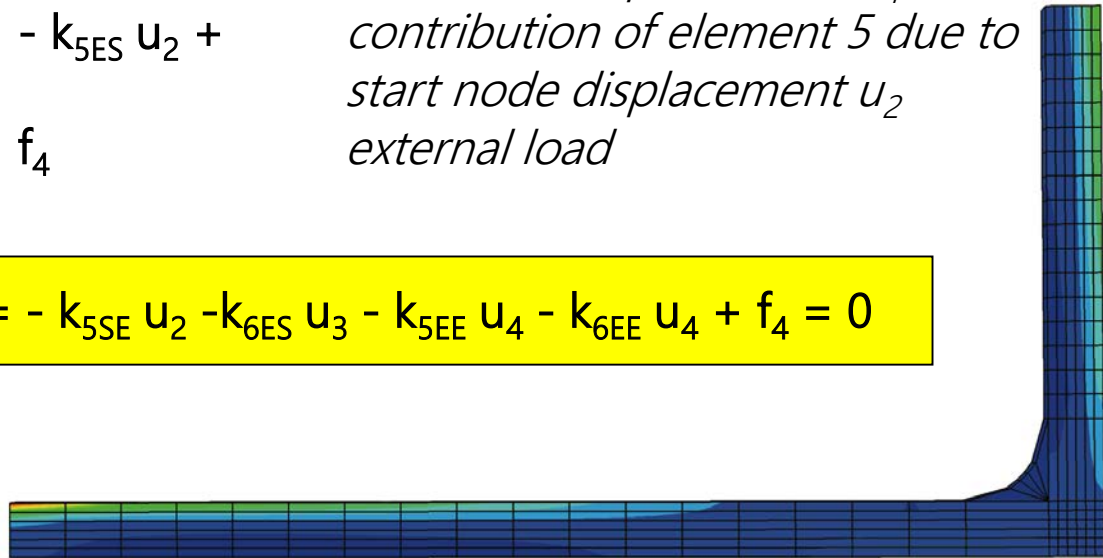 - k₅ES u₂ + contribution of element 5 due to
start node displacement u₂
f₄ external load
= - k₅SE u₂ -k₆ES u₃ - k₅EE u₄ - k₆EE u₄ + f₄ = 0